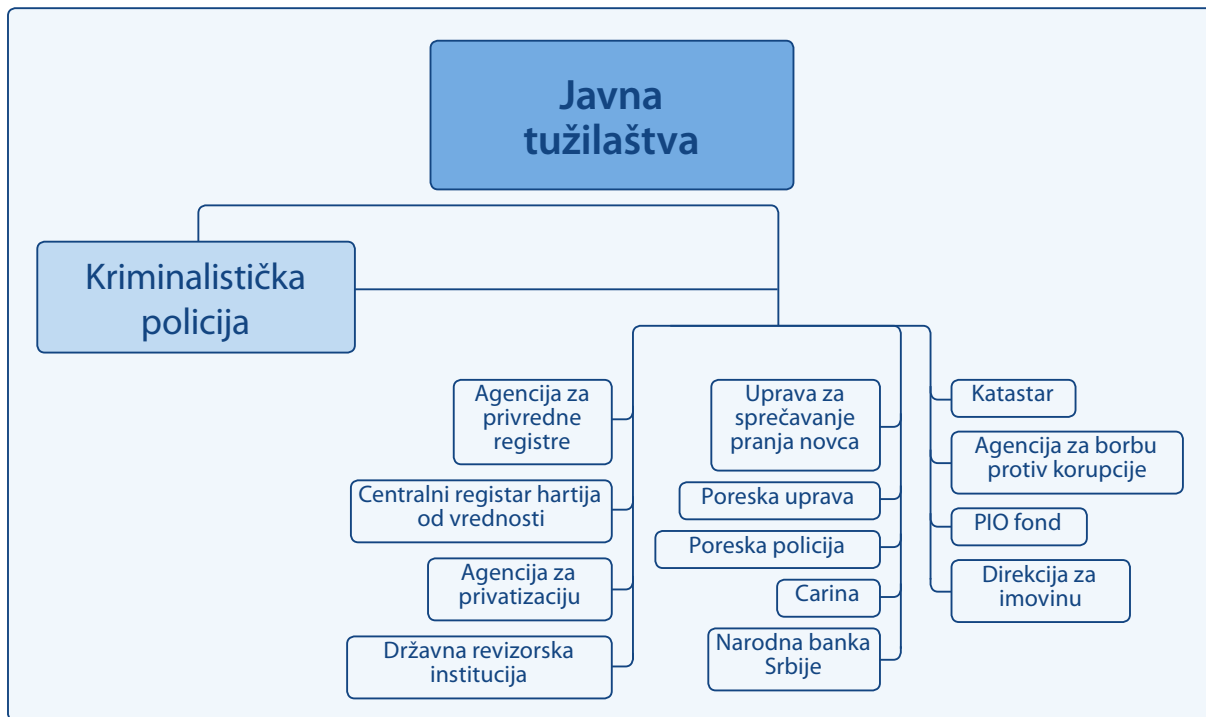 Javna
tužilaštva
Kriminalistička
policija
Agencija za
privredne
registre
Centralni registar hartija
od vrednosti
Agencija za
privatizaciju
Državna revizorska
institucija
Uprava za
sprečavanje
pranja novca
Poreska uprava
Poreska policija
Carina
Narodna banka
Srbije
Katastar
Agencija za borbu
protiv korupcije
PIO fond
Direkcija za
imovinu